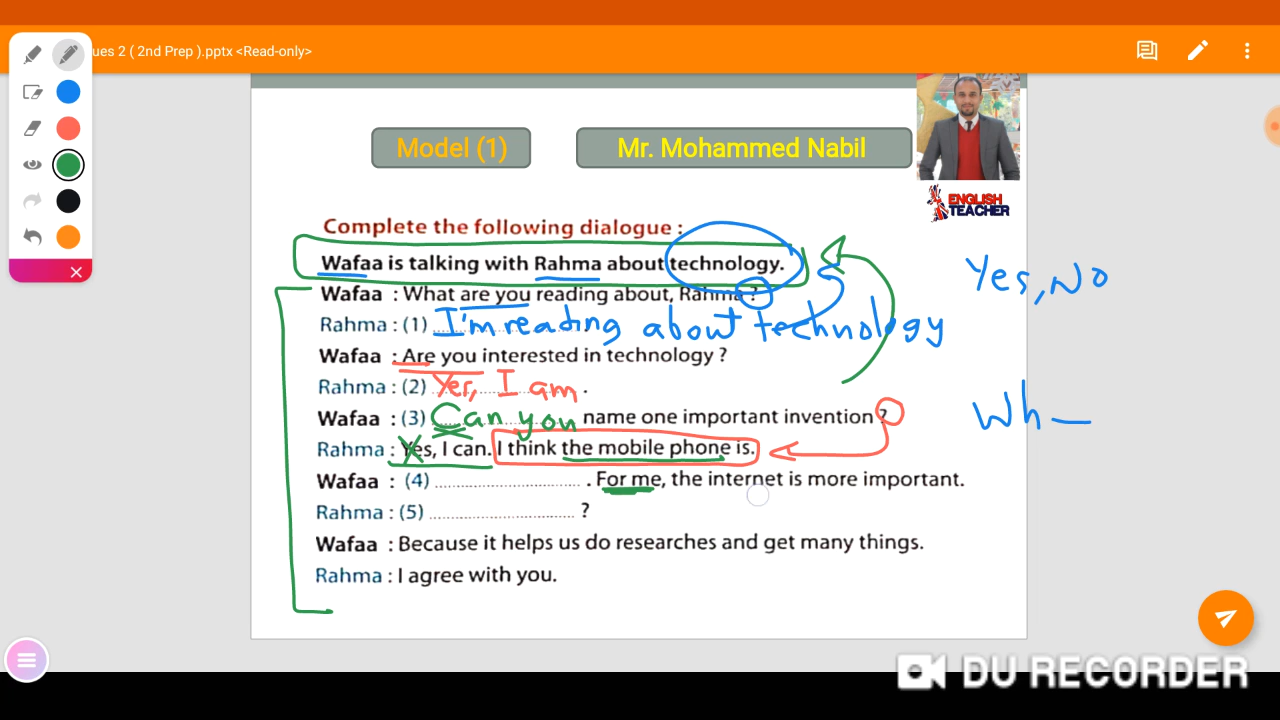 ues 2 ( 2nd Prep ).pptx <Read-only>
Model (1)
Mr. Mohammed Nabil
ENGLISH
TEACHER
Complete the following dialogue :
Wafaa is talking with Rahma about technology.
Yes, No
Wafaa : What are you reading about, Rahma ?
Rahma : (1) I'm reading about technology
Wafaa : Are you interested in technology ?
Rahma : (2) Yes, I am .
Wafaa : (3) Can you name one important invention ?
Wh _
Rahma : Yes, I can. I think the mobile phone is.
Wafaa : (4) ................................ . For me, the internet is more important.
Rahma : (5) ................................ ?
Wafaa : Because it helps us do researches and get many things.
Rahma : I agree with you.
DU RECORDER